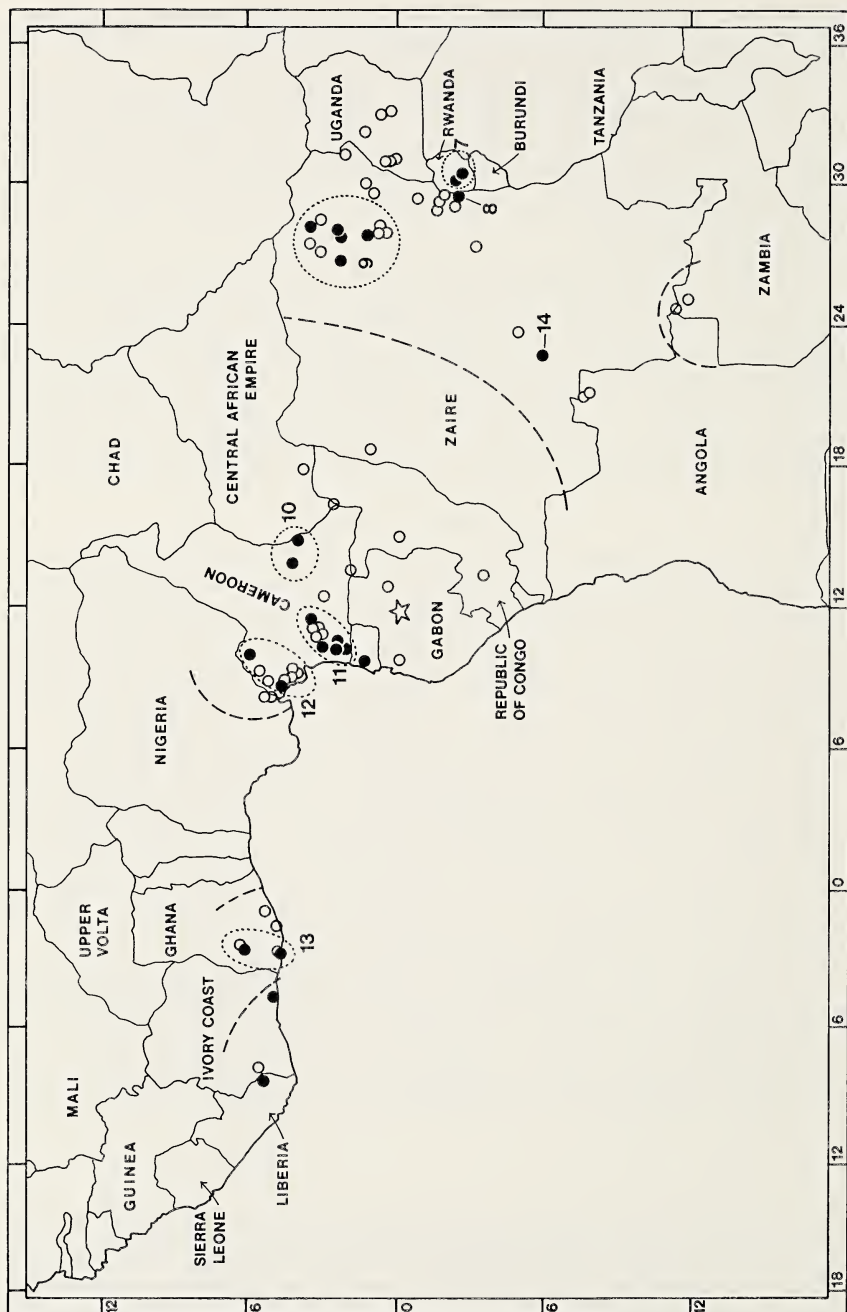 MALI
CHAD
UPPER
VOLTA
GUINEA
NIGERIA
CENTRAL AFRICAN
EMPIRE
GHANA
CAMEROON
SIERRA
LEONE
IVORY COAST
LIBERIA
UGANDA
13
12
11
10
9
GABON
ZAIRE
RWANDA
7
8
BURUNDI
REPUBLIC
OF CONGO
14
TANZANIA
ANGOLA
ZAMBIA
12
6
0
6
12
18
12
6
0
6
12
18
24
30
36